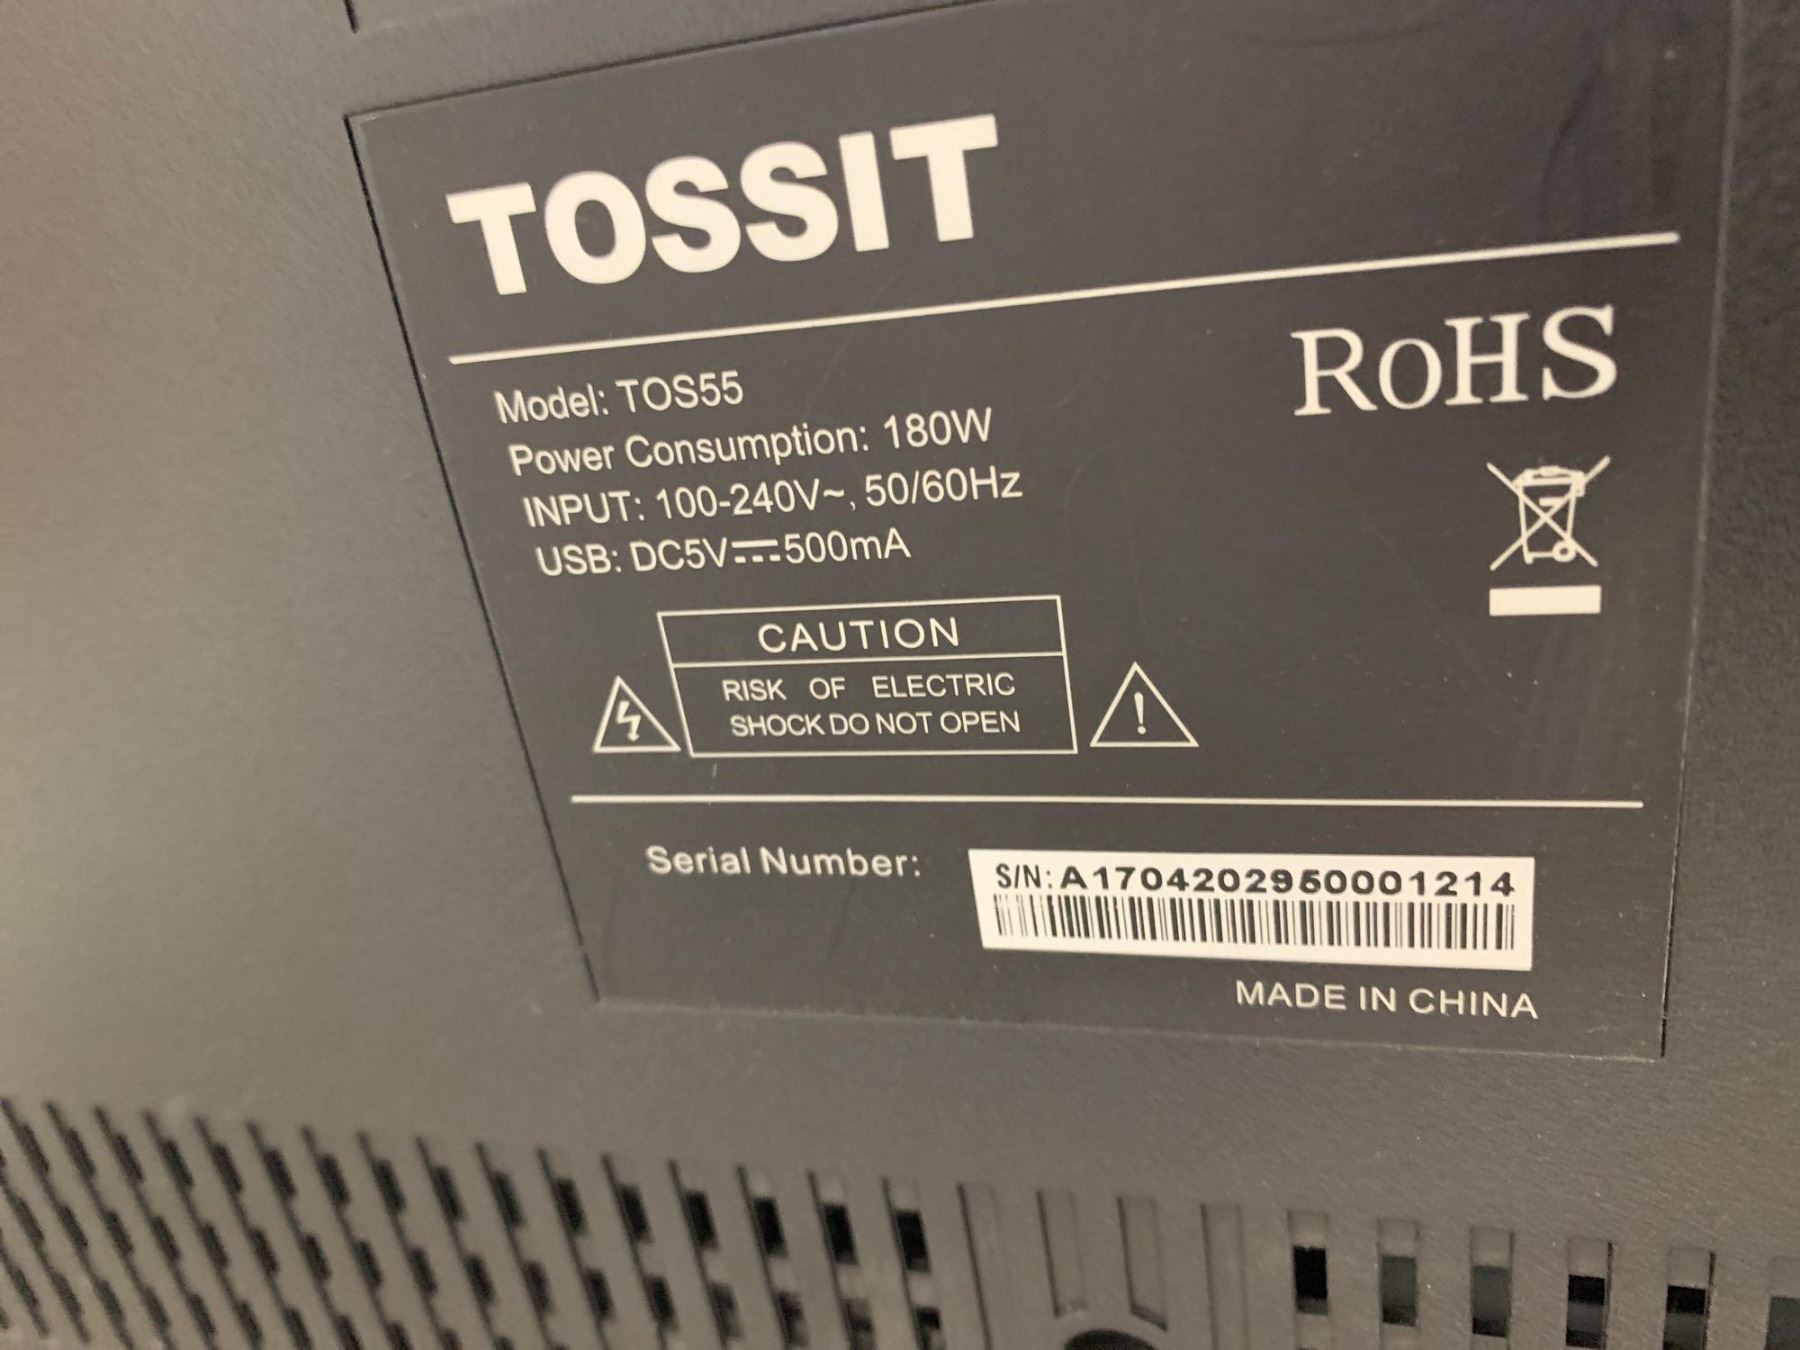 TOSSIT
RoHS
Model: TOS55
Power Consumption: 180W
INPUT: 100-240V~, 50/60Hz
USB: DC5V⎓500mA
CAUTION
RISK OF ELECTRIC
SHOCK DO NOT OPEN
Serial Number:
S/N: A1704202950001214
MADE IN CHINA